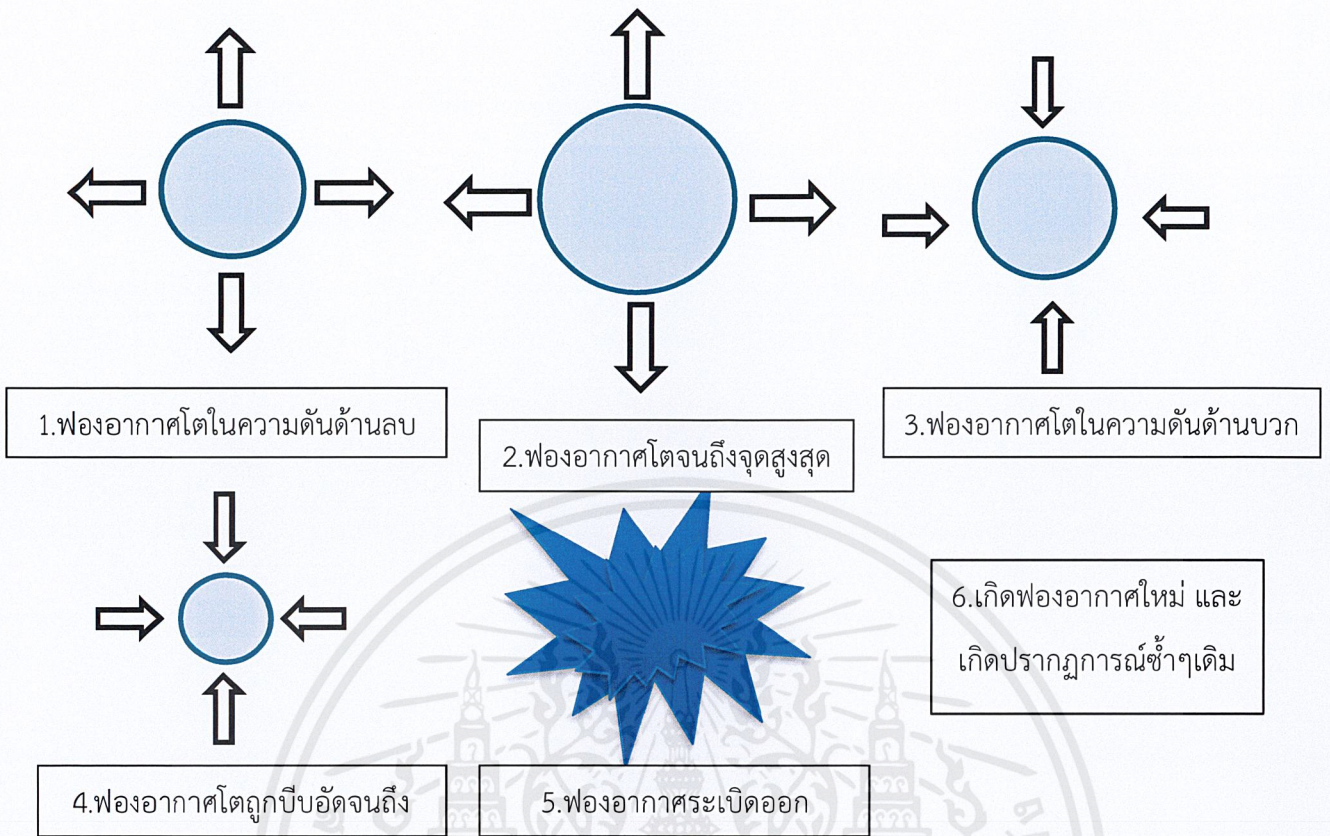 1.ฟองอากาศโตในความดันด้านลบ
2.ฟองอากาศโตจนถึงจุดสูงสุด
3.ฟองอากาศโตในความดันด้านบวก
4.ฟองอากาศโตถูกบีบอัดจนถึง
5.ฟองอากาศระเบิดออก
6.เกิดฟองอากาศใหม่ และ
เกิดปรากฏการณ์ซ้ำๆเดิม